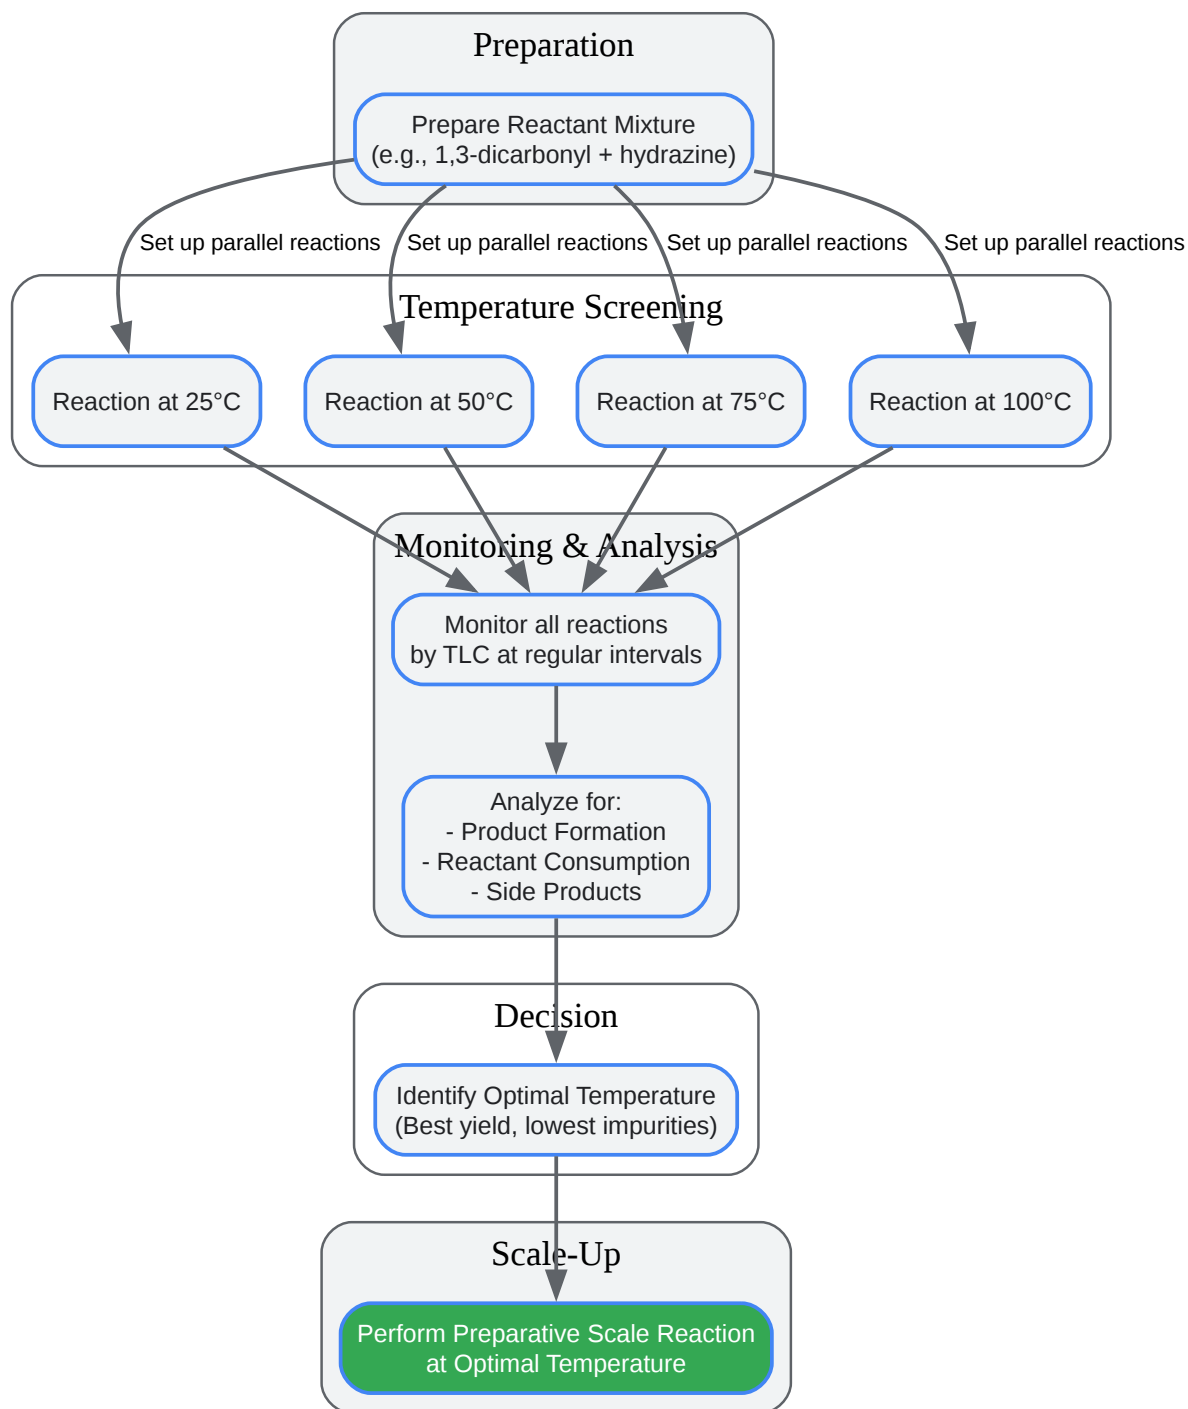 Preparation
Prepare Reactant Mixture
(e.g., 1,3-dicarbonyl + hydrazine)
Set up parallel reactions
Set up parallel reactions
Set up parallel reactions
Set up parallel reactions
Temperature Screening
Reaction at 25°C
Reaction at 50°C
Reaction at 75°C
Reaction at 100°C
Monitoring & Analysis
Monitor all reactions
by TLC at regular intervals
Analyze for:
- Product Formation
- Reactant Consumption
- Side Products
Decision
Identify Optimal Temperature
(Best yield, lowest impurities)
Scale-Up
Perform Preparative Scale Reaction
at Optimal Temperature